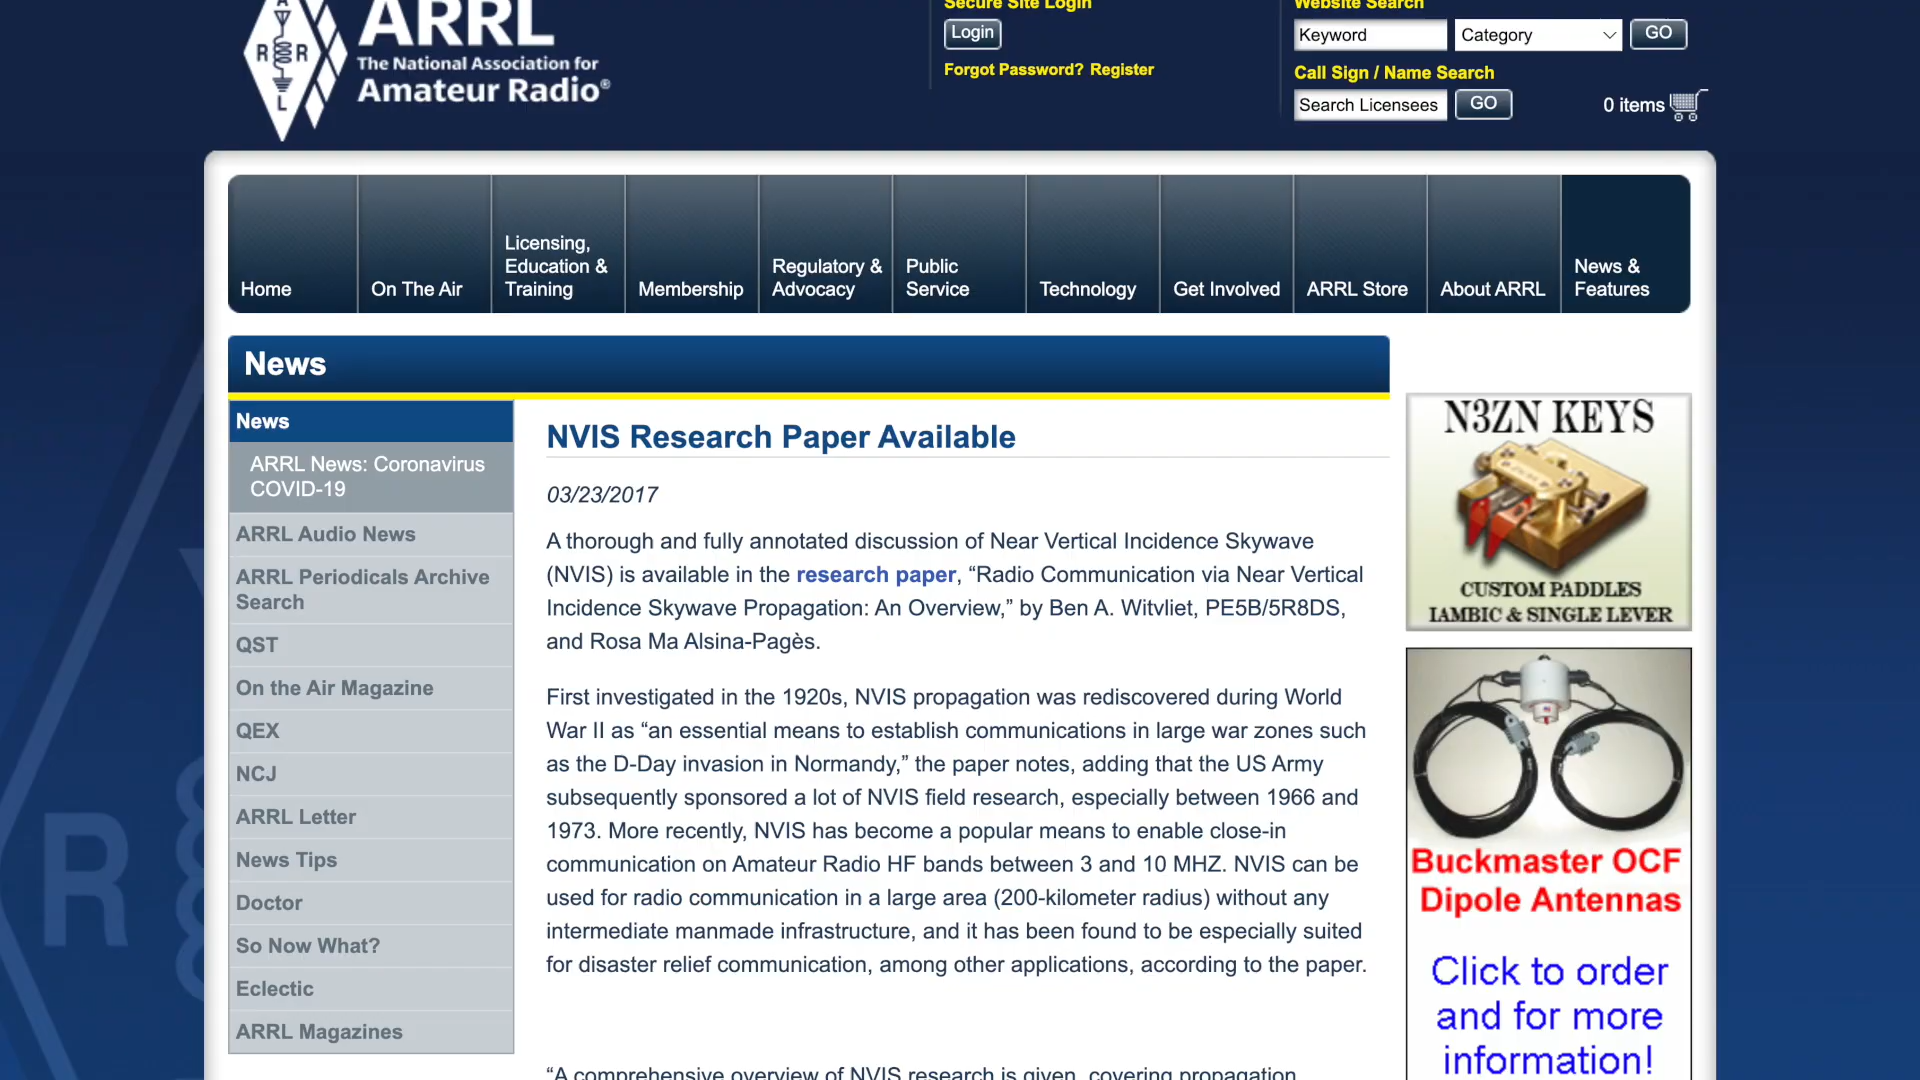 Secure Site Login
Website Search
ARRL
The National Association for
Amateur Radio®
A
R R
L
Login
Forgot Password? Register
Keyword
Category
GO
Call Sign / Name Search
Search Licensees
GO
0 items
Home
On The Air
Licensing,
Education &
Training
Membership
Regulatory &
Advocacy
Public
Service
Technology
Get Involved
ARRL Store
About ARRL
News &
Features
News
News
ARRL News: Coronavirus
COVID-19
ARRL Audio News
ARRL Periodicals Archive
Search
QST
On the Air Magazine
QEX
NCJ
ARRL Letter
News Tips
Doctor
So Now What?
Eclectic
ARRL Magazines
NVIS Research Paper Available
03/23/2017
A thorough and fully annotated discussion of Near Vertical Incidence Skywave
(NVIS) is available in the research paper, “Radio Communication via Near Vertical
Incidence Skywave Propagation: An Overview,” by Ben A. Witvliet, PE5B/5R8DS,
and Rosa Ma Alsina-Pagès.
First investigated in the 1920s, NVIS propagation was rediscovered during World
War II as “an essential means to establish communications in large war zones such
as the D-Day invasion in Normandy,” the paper notes, adding that the US Army
subsequently sponsored a lot of NVIS field research, especially between 1966 and
1973. More recently, NVIS has become a popular means to enable close-in
communication on Amateur Radio HF bands between 3 and 10 MHZ. NVIS can be
used for radio communication in a large area (200-kilometer radius) without any
intermediate manmade infrastructure, and it has been found to be especially suited
for disaster relief communication, among other applications, according to the paper.
“A comprehensive overview of NVIS research is given, covering propagation,
N3ZN KEYS
CUSTOM PADDLES
IAMBIC & SINGLE LEVER
Buckmaster OCF
Dipole Antennas
Click to order
and for more
information!
R